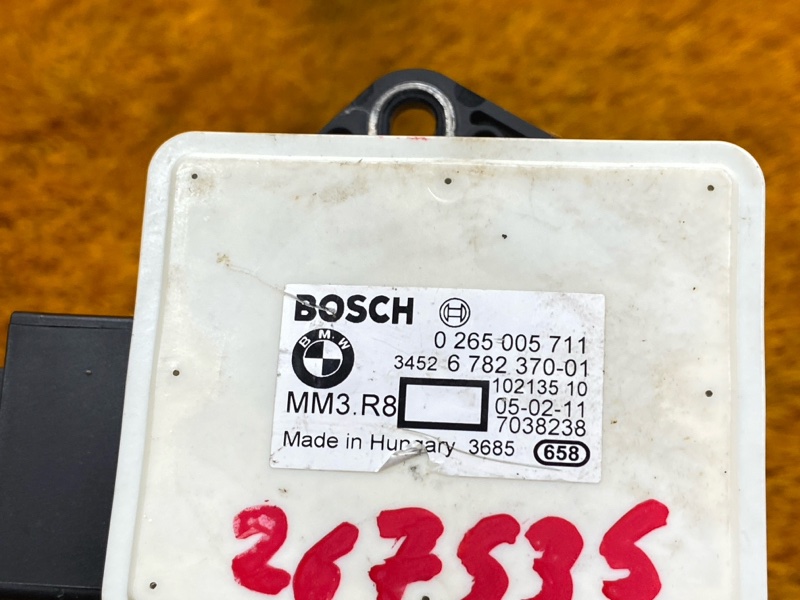 BOSCH
0 265 005 711
BMW
3452 6 782 370-01
102135 10
MM3.R8
05-02-11
7038238
Made in Hungary 3685 658
267535